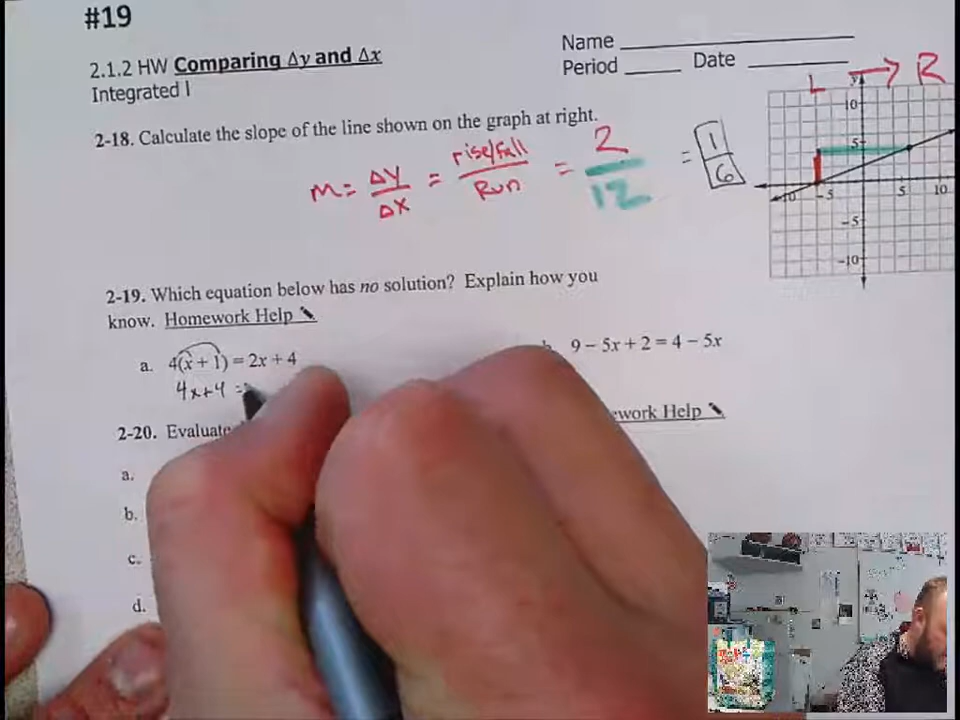 #19
2.1.2 HW Comparing Δy and Δx
Integrated I
Name
Period Date
L → R
2-18. Calculate the slope of the line shown on the graph at right.
m = Δy/Δx = rise/fall/Run = 2/12 = 1/6
y
10
5
-10 -5 5 10
-5
-10
2-19. Which equation below has no solution? Explain how you
know. Homework Help ✎
a. 4(x + 1) = 2x + 4
4x+4 =
9 − 5x + 2 = 4 − 5x
2-20. Evaluate
work Help ✎
a.
b.
c.
d.